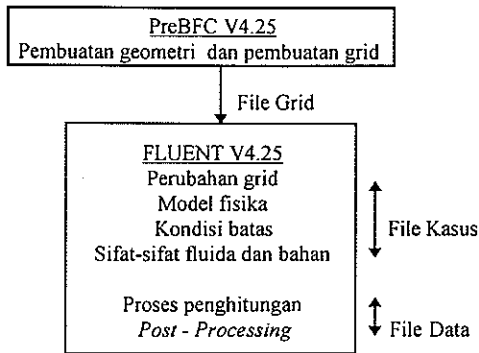 PreBFC V4.25
Pembuatan geometri dan pembuatan grid
File Grid
FLUENT V4.25
Perubahan grid
Model fisika
Kondisi batas
Sifat-sifat fluida dan bahan
File Kasus
Proses penghitungan
Post - Processing
File Data